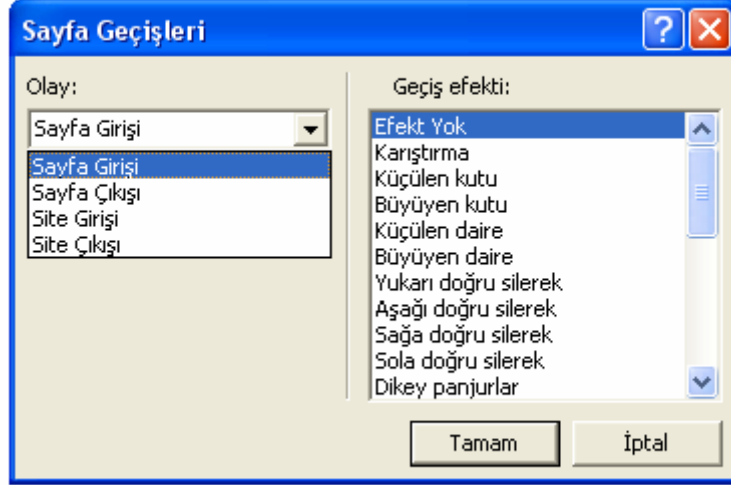 Sayfa Geçişleri
Olay:
Sayfa Girişi
Sayfa Girişi
Sayfa Çıkışı
Site Girişi
Site Çıkışı
Geçiş efekti:
Efekt Yok
Karıştırma
Küçülen kutu
Büyüyen kutu
Küçülen daire
Büyüyen daire
Yukarı doğru silerek
Aşağı doğru silerek
Sağa doğru silerek
Sola doğru silerek
Dikey panjurlar
Tamam
İptal